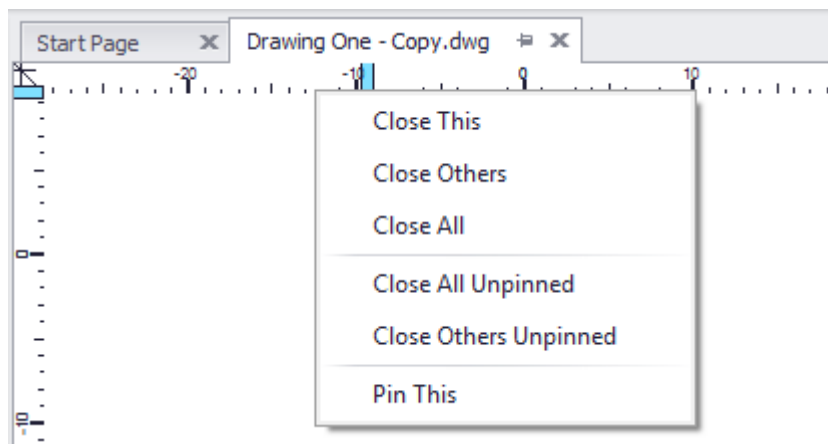 Start Page
Drawing One - Copy.dwg
-20 -10 0 10
Close This
Close Others
Close All
0
Close All Unpinned
Close Others Unpinned
Pin This
-10